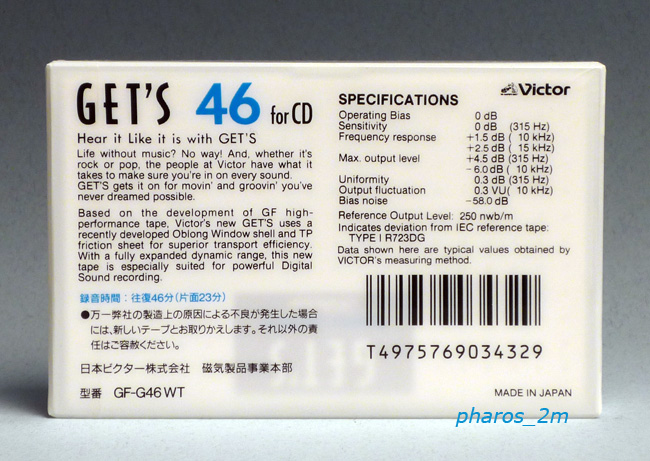 GET'S 46 for CD
Hear it Like it is with GET'S
Life without music? No way! And, whether it's
rock or pop, the people at Victor have what it
takes to make sure you're in on every sound.
GET'S gets it on for movin' and groovin' you've
never dreamed possible.
Based on the development of GF high-
performance tape, Victor's new GET'S uses a
recently developed Oblong Window shell and TP
friction sheet for superior transport efficiency.
With a fully expanded dynamic range, this new
tape is especially suited for powerful Digital
Sound recording.
録音時間:往復46分(片面23分)
●万一弊社の製造上の原因による不良が発生した場合
には、新しいテープとお取りかえします。それ以外の責
任はご容赦ください。
日本ビクター株式会社 磁気製品事業本部
型番 GF-G46WT
Victor
SPECIFICATIONS
Operating Bias 0 dB
Sensitivity 0 dB (315 Hz)
Frequency response +1.5 dB ( 10 kHz)
+2.5 dB ( 15 kHz)
Max. output level +4.5 dB (315 Hz)
-6.0 dB ( 10 kHz)
Uniformity 0.3 dB (315 Hz)
Output fluctuation 0.3 VU( 10 kHz)
Bias noise -58.0 dB
Reference Output Level: 250 nwb/m
Indicates deviation from IEC reference tape:
TYPE I R723DG
Data shown here are typical values obtained by
VICTOR's measuring method.
T4975769034329
MADE IN JAPAN
pharos_2m